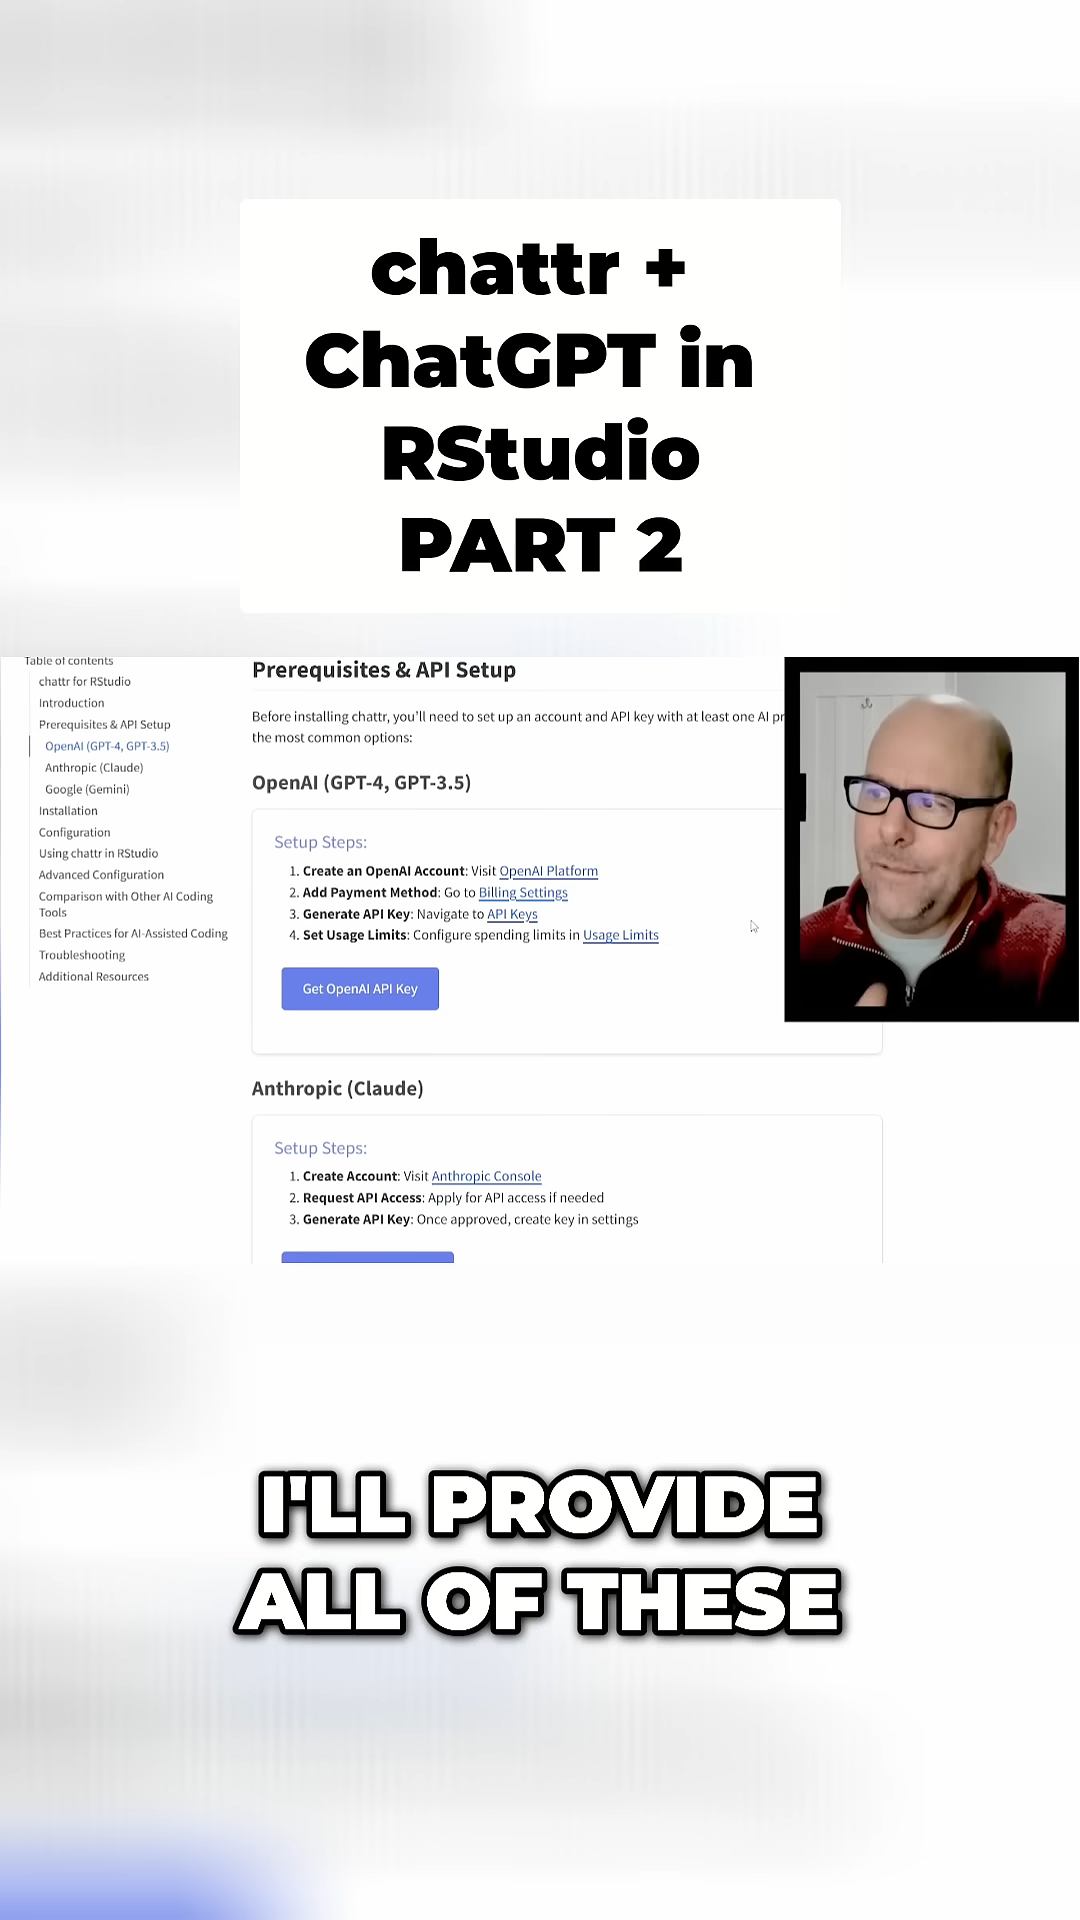 chattr +
ChatGPT in
RStudio
PART 2
Table of contents
chattr for RStudio
Introduction
Prerequisites & API Setup
OpenAI (GPT-4, GPT-3.5)
Anthropic (Claude)
Google (Gemini)
Installation
Configuration
Using chattr in RStudio
Advanced Configuration
Comparison with Other AI Coding
Tools
Best Practices for AI-Assisted Coding
Troubleshooting
Additional Resources
Prerequisites & API Setup
Before installing chattr, you'll need to set up an account and API key with at least one AI pr
the most common options:
OpenAI (GPT-4, GPT-3.5)
Setup Steps:
1. Create an OpenAI Account: Visit OpenAI Platform
2. Add Payment Method: Go to Billing Settings
3. Generate API Key: Navigate to API Keys
4. Set Usage Limits: Configure spending limits in Usage Limits
Get OpenAI API Key
Anthropic (Claude)
Setup Steps:
1. Create Account: Visit Anthropic Console
2. Request API Access: Apply for API access if needed
3. Generate API Key: Once approved, create key in settings
I'LL PROVIDE
ALL OF THESE